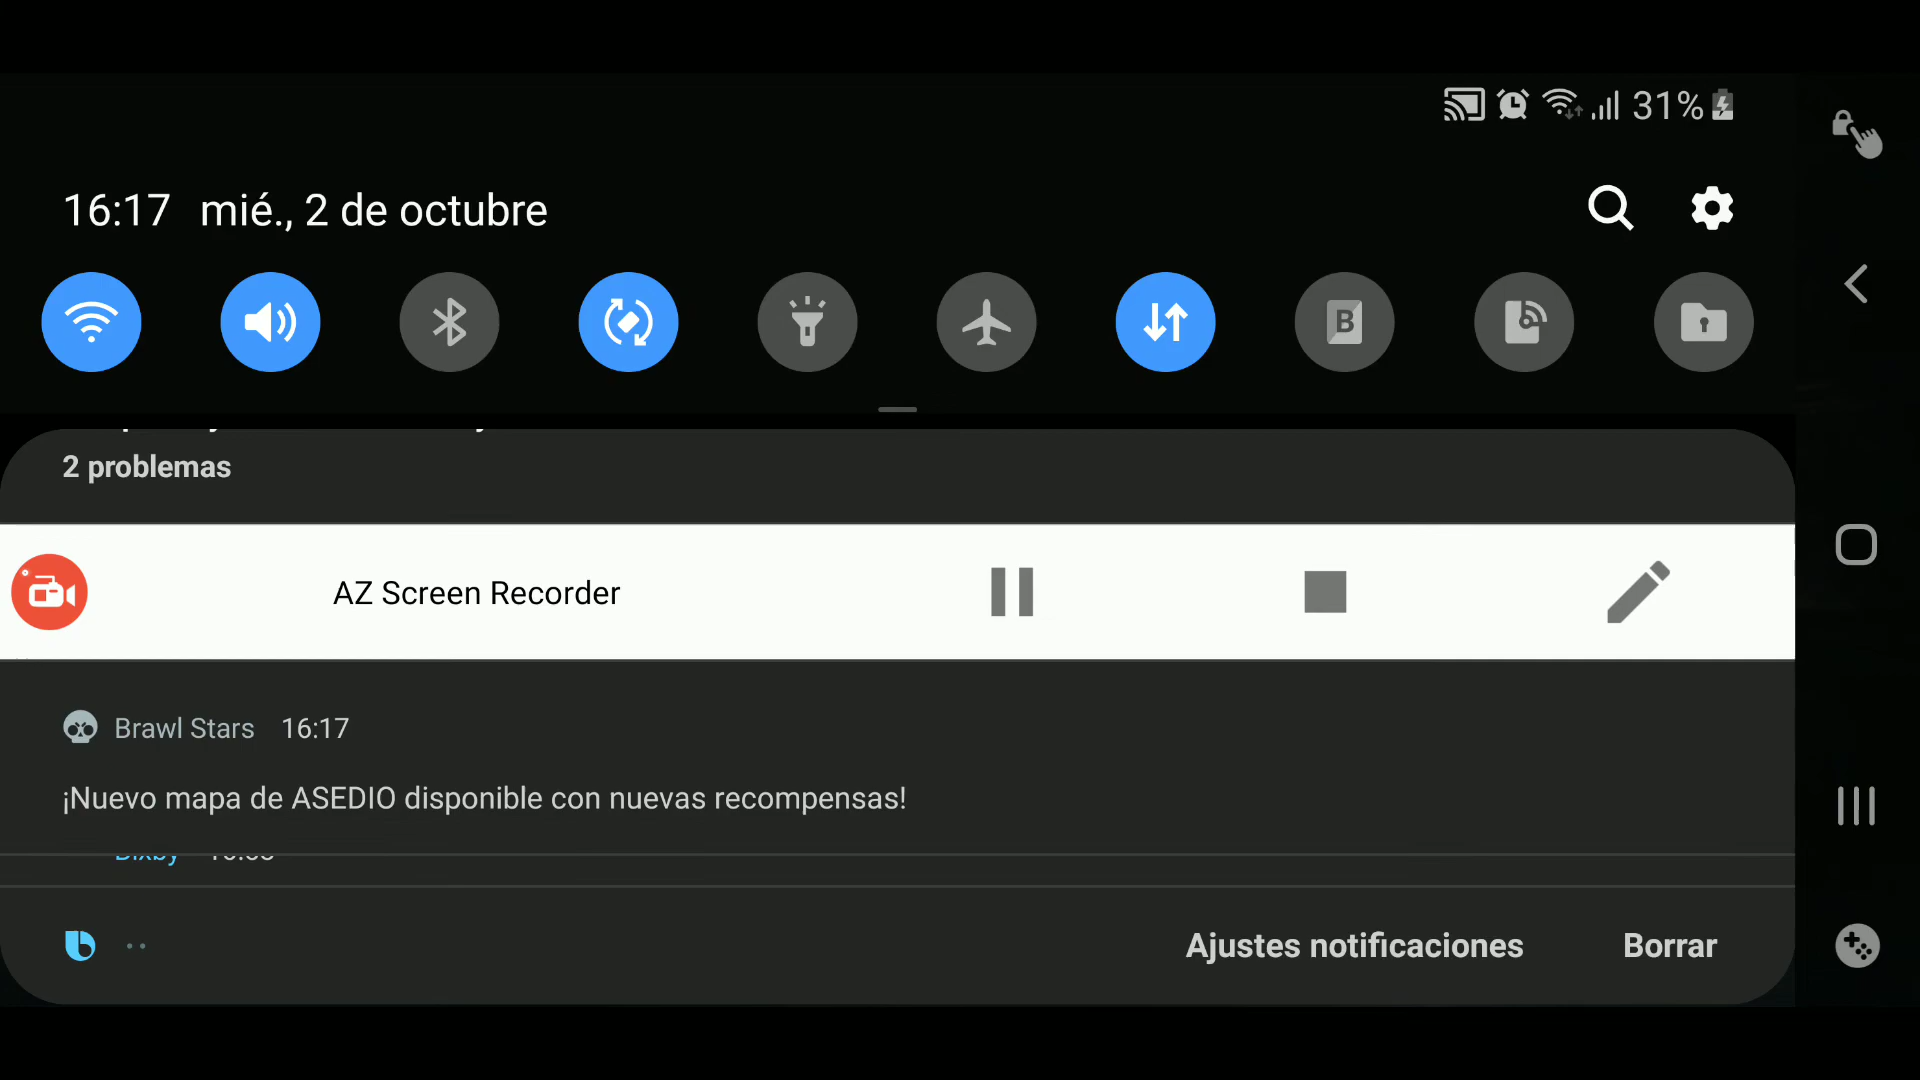 31%
16:17 mié., 2 de octubre
B
2 problemas
AZ Screen Recorder
Brawl Stars 16:17
¡Nuevo mapa de ASEDIO disponible con nuevas recompensas!
Bixby
Ajustes notificaciones Borrar